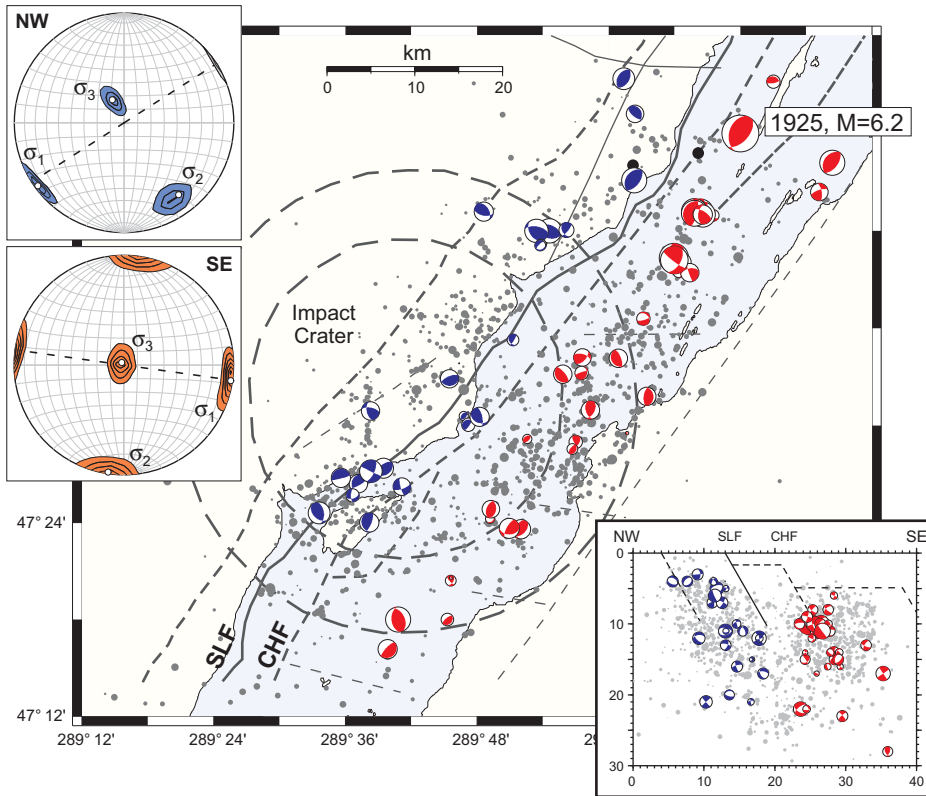 NW
σ3
σ1
σ2
SE
σ3
σ1
σ2
km
0 10 20
1925, M=6.2
Impact
Crater
SLF
CHF
47° 24'
47° 12'
289° 12' 289° 24' 289° 36' 289° 48' 2
NW SLF CHF SE
0
10
20
30
0 10 20 30 40